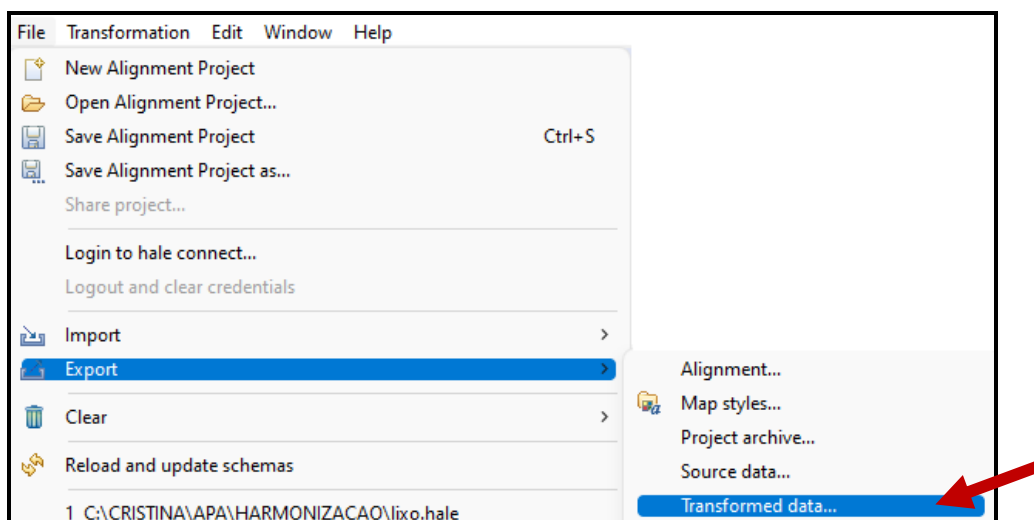 File Transformation Edit Window Help
New Alignment Project
Open Alignment Project...
Save Alignment Project Ctrl+S
Save Alignment Project as...
Share project...
Login to hale connect...
Logout and clear credentials
Import >
Export >
Alignment...
Clear >
Map styles...
Project archive...
Reload and update schemas
Source data...
1 C:\CRISTINA\APA\HARMONIZACAO\lixo.hale
Transformed data...